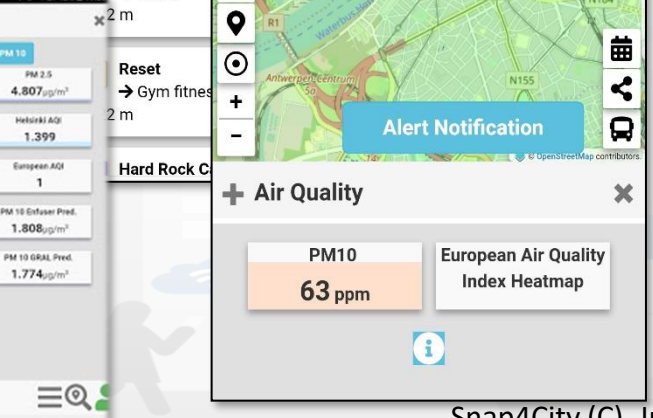 PM 10
PM 2.5
4.807µg/m³
Helsinki AQI
1.399
European AQI
1
PM 10 Enfuser Pred.
1.808µg/m³
PM 10 GRAL Pred.
1.774µg/m³
2 m
Reset
→ Gym fitnes
2 m
Hard Rock C
R1
Waterbus
Antwerpen-Centrum
5a
N184
N155
+
−
Alert Notification
© OpenStreetMap contributors.
+ Air Quality
PM10
63 ppm
European Air Quality
Index Heatmap
i
Snap4City (C),